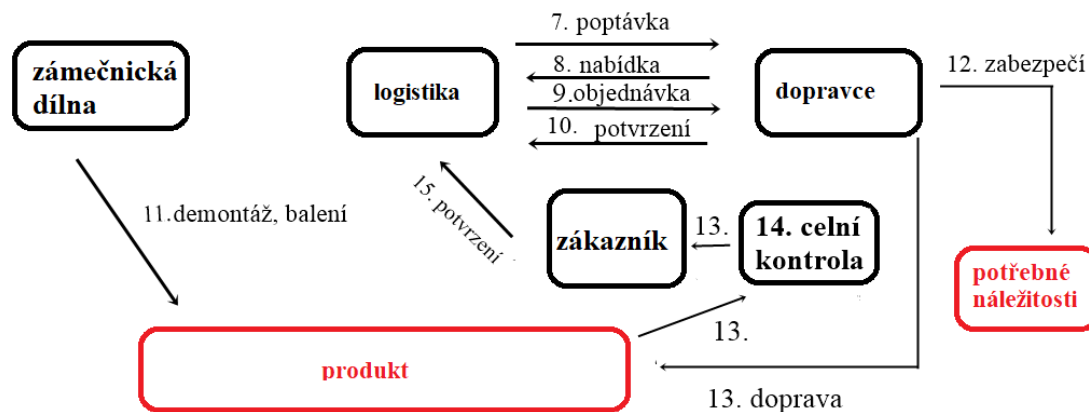 7. poptávka
zámečnická
dílna
8. nabídka
12. zabezpečí
logistika
9.objednávka
dopravce
10. potvrzení
11.demontáž, balení
15. potvrzení
zákazník
13.
14. celní
kontrola
potřebné
náležitosti
13.
produkt
13. doprava